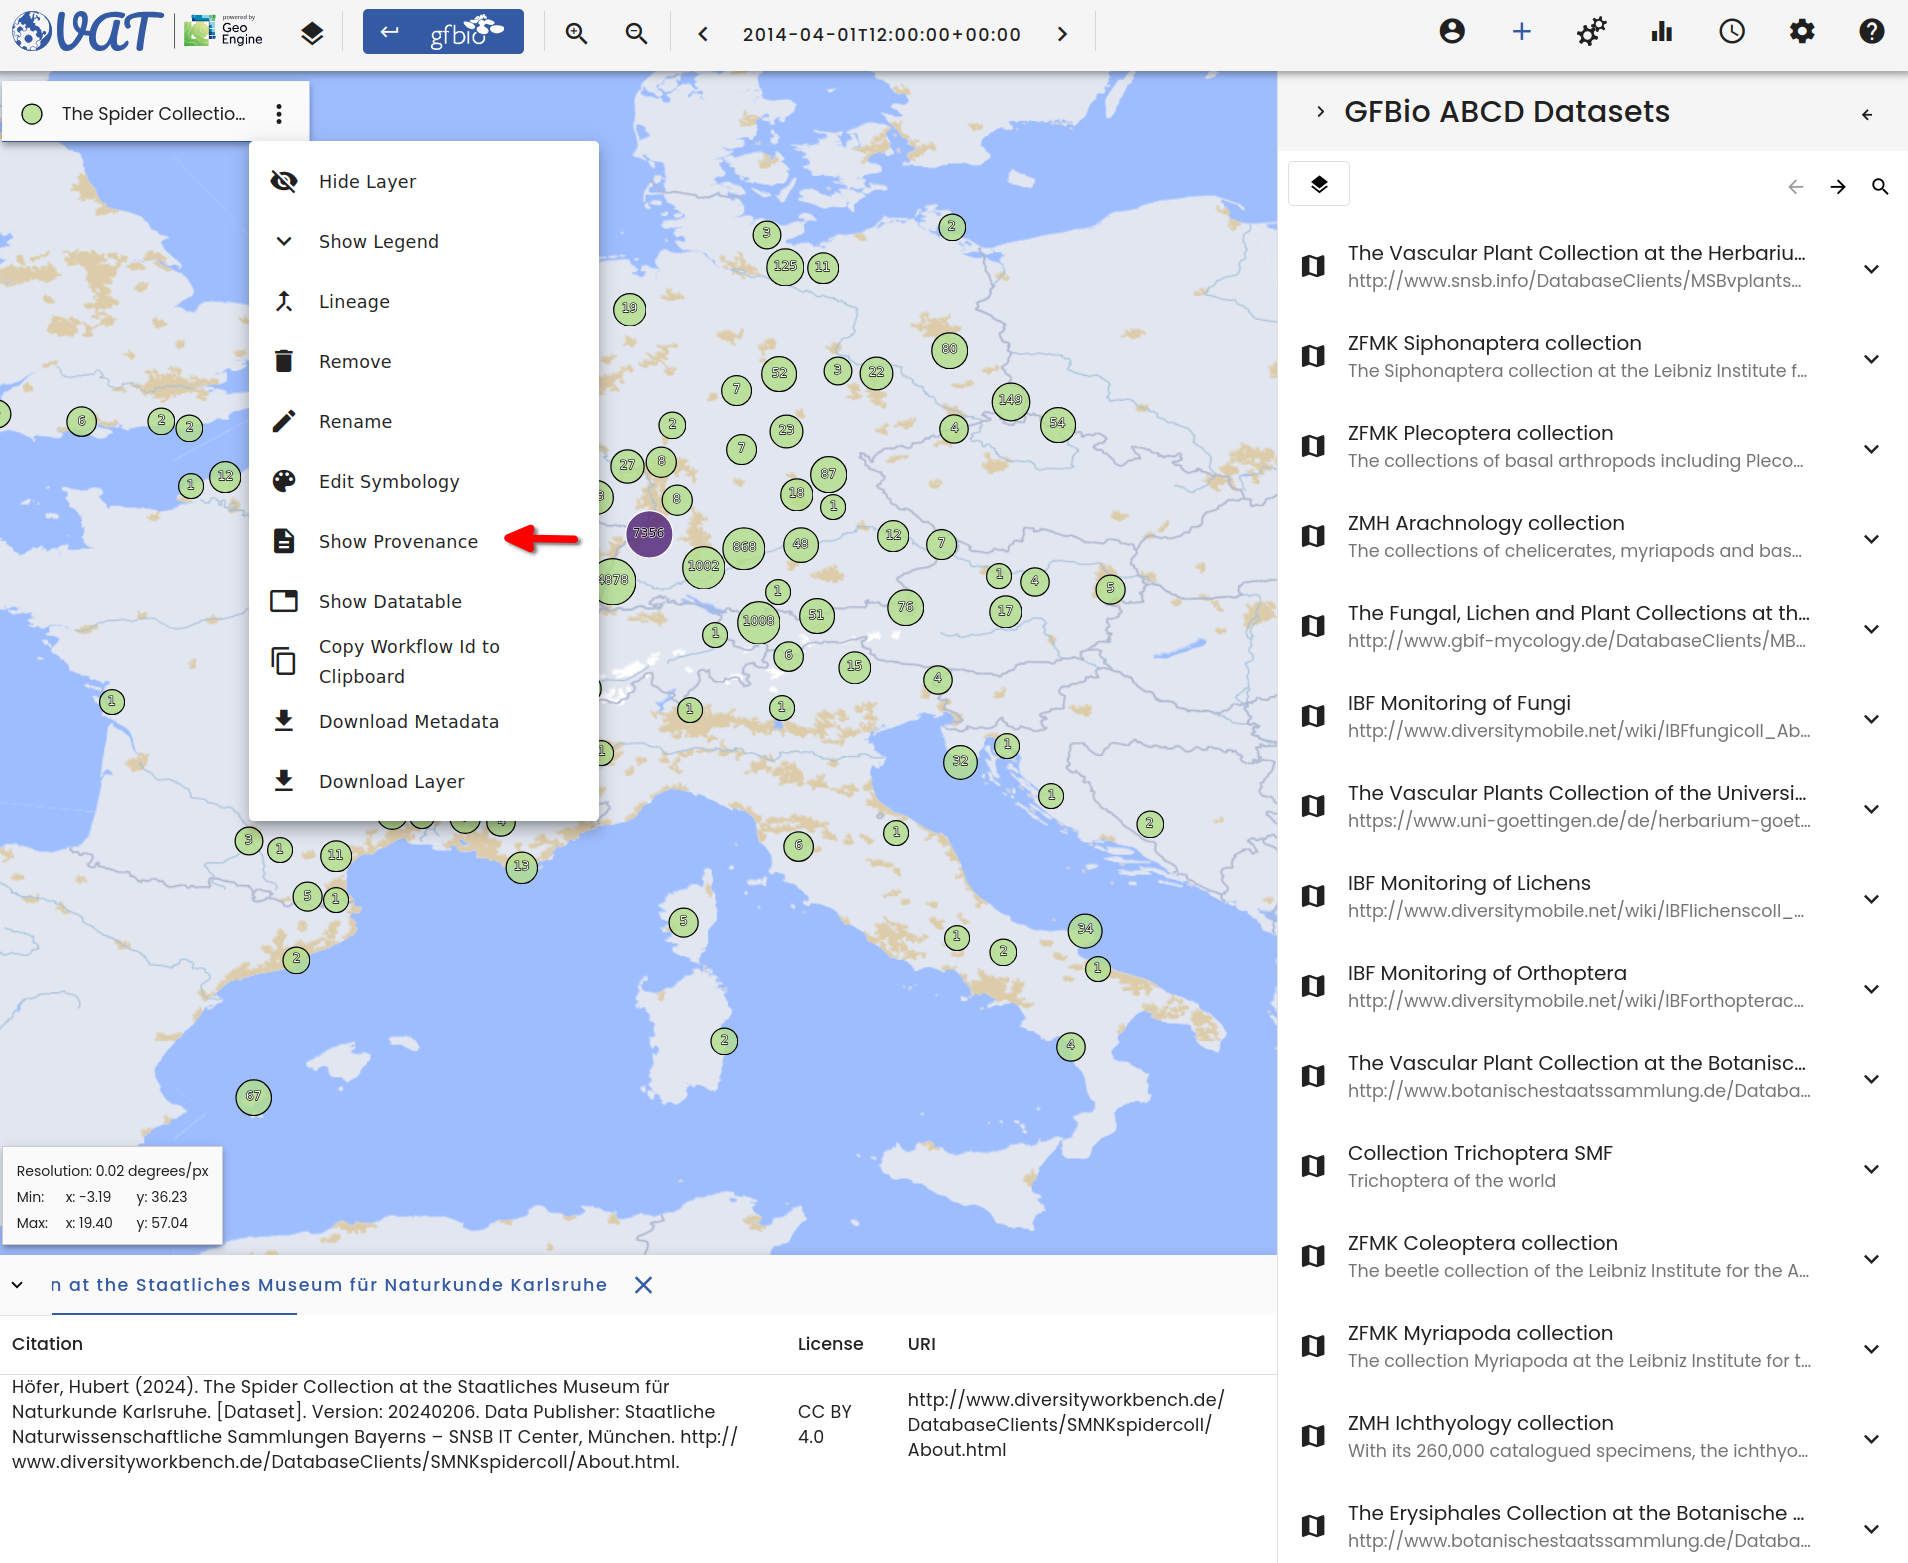 VAT
powered by
Geo
Engine
gfbio
2014-04-01T12:00:00+00:00
The Spider Collectio...
Hide Layer
Show Legend
Lineage
Remove
Rename
Edit Symbology
Show Provenance
Show Datatable
Copy Workflow Id to
Clipboard
Download Metadata
Download Layer
3
2
125
11
19
80
52
3
22
7
149
54
4
6
2
2
2
23
7
27
8
87
12
1
8
18
1
7356
868
48
12
7
1002
4878
1
1
4
5
1008
51
76
17
1
6
15
4
1
1
1
1
1
32
1
2
3
1
11
4
13
6
1
5
1
5
34
1
2
2
1
2
4
67
Resolution: 0.02 degrees/px
Min: x: -3.19 y: 36.23
Max: x: 19.40 y: 57.04
n at the Staatliches Museum für Naturkunde Karlsruhe
Citation License URI
Höfer, Hubert (2024). The Spider Collection at the Staatliches Museum für
Naturkunde Karlsruhe. [Dataset]. Version: 20240206. Data Publisher: Staatliche
Naturwissenschaftliche Sammlungen Bayerns – SNSB IT Center, München. http://
www.diversityworkbench.de/DatabaseClients/SMNKspidercoll/About.html.
CC BY
4.0
http://www.diversityworkbench.de/
DatabaseClients/SMNKspidercoll/
About.html
GFBio ABCD Datasets
The Vascular Plant Collection at the Herbariu...
http://www.snsb.info/DatabaseClients/MSBvplants...
ZFMK Siphonaptera collection
The Siphonaptera collection at the Leibniz Institute f...
ZFMK Plecoptera collection
The collections of basal arthropods including Pleco...
ZMH Arachnology collection
The collections of chelicerates, myriapods and bas...
The Fungal, Lichen and Plant Collections at th...
http://www.gbif-mycology.de/DatabaseClients/MB...
IBF Monitoring of Fungi
http://www.diversitymobile.net/wiki/IBFfungicoll_Ab...
The Vascular Plants Collection of the Universi...
https://www.uni-goettingen.de/de/herbarium-goet...
IBF Monitoring of Lichens
http://www.diversitymobile.net/wiki/IBFlichenscoll_...
IBF Monitoring of Orthoptera
http://www.diversitymobile.net/wiki/IBForthopterac...
The Vascular Plant Collection at the Botanisc...
http://www.botanischestaatssammlung.de/Databa...
Collection Trichoptera SMF
Trichoptera of the world
ZFMK Coleoptera collection
The beetle collection of the Leibniz Institute for the A...
ZFMK Myriapoda collection
The collection Myriapoda at the Leibniz Institute for t...
ZMH Ichthyology collection
With its 260,000 catalogued specimens, the ichthyo...
The Erysiphales Collection at the Botanische ...
http://www.botanischestaatssammlung.de/Databa...